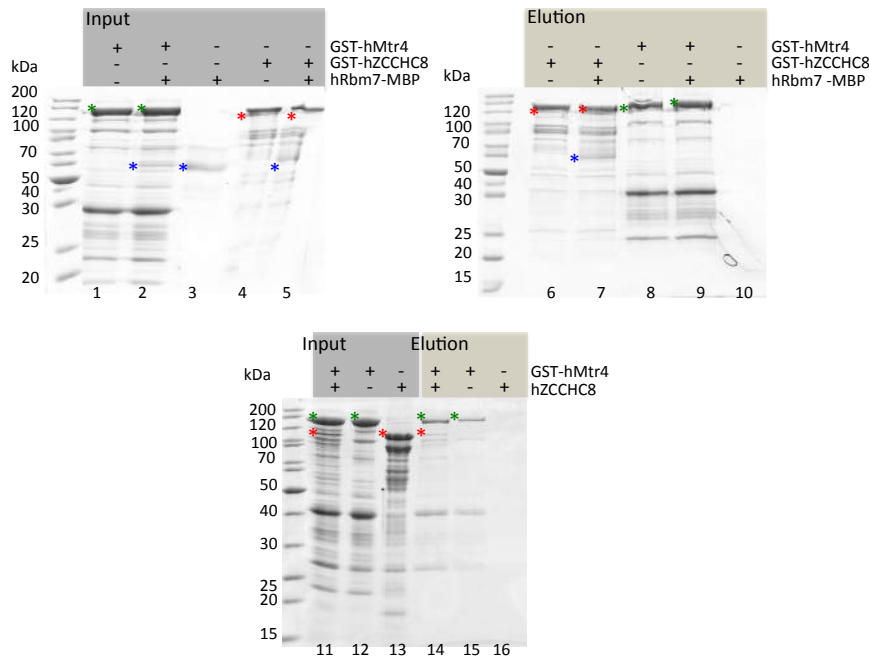 Input
+ + - - - GST-hMtr4
- - - + + GST-hZCCHC8
- + + - + hRbm7-MBP
kDa
200
120
100
70
50
40
30
25
20
1 2 3 4 5
Elution
- - + + - GST-hMtr4
+ + - - - GST-hZCCHC8
- + - + + hRbm7 -MBP
kDa
120
100
70
50
40
30
25
20
15
6 7 8 9 10
Input Elution
+ + - + + - GST-hMtr4
+ - + + - + hZCCHC8
kDa
200
120
100
70
50
40
30
25
20
15
11 12 13 14 15 16